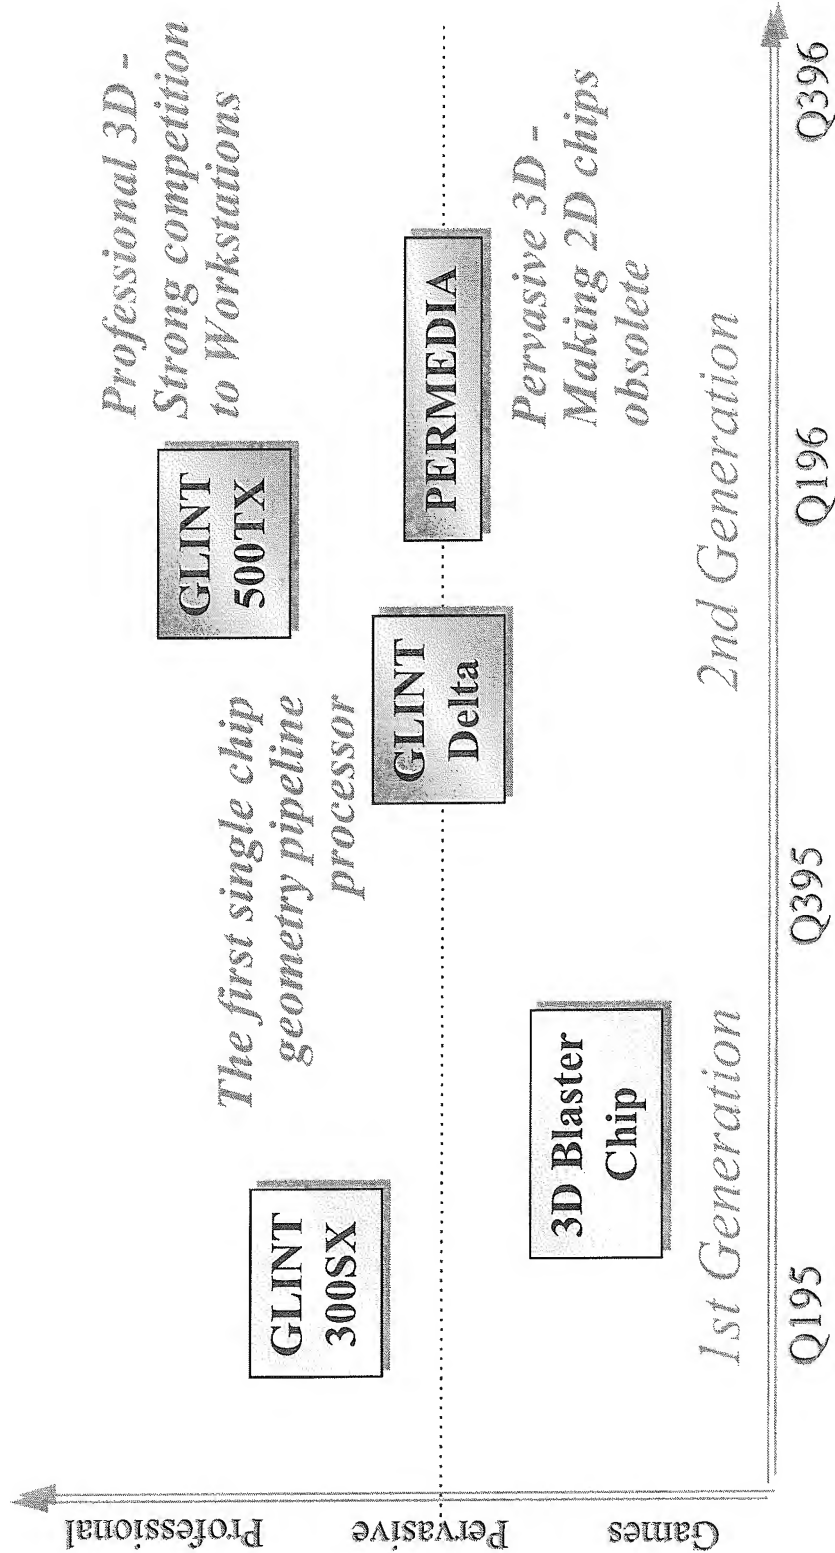 Professional
Pervasive
Games
Professional 3D -
Strong competition
to Workstations
GLINT
500TX
The first single chip
geometry pipeline
processor
GLINT
300SX
GLINT
Delta
PERMEDIA
Pervasive 3D -
Making 2D chips
obsolete
3D Blaster
Chip
1st Generation
2nd Generation
Q195
Q395
Q196
Q396